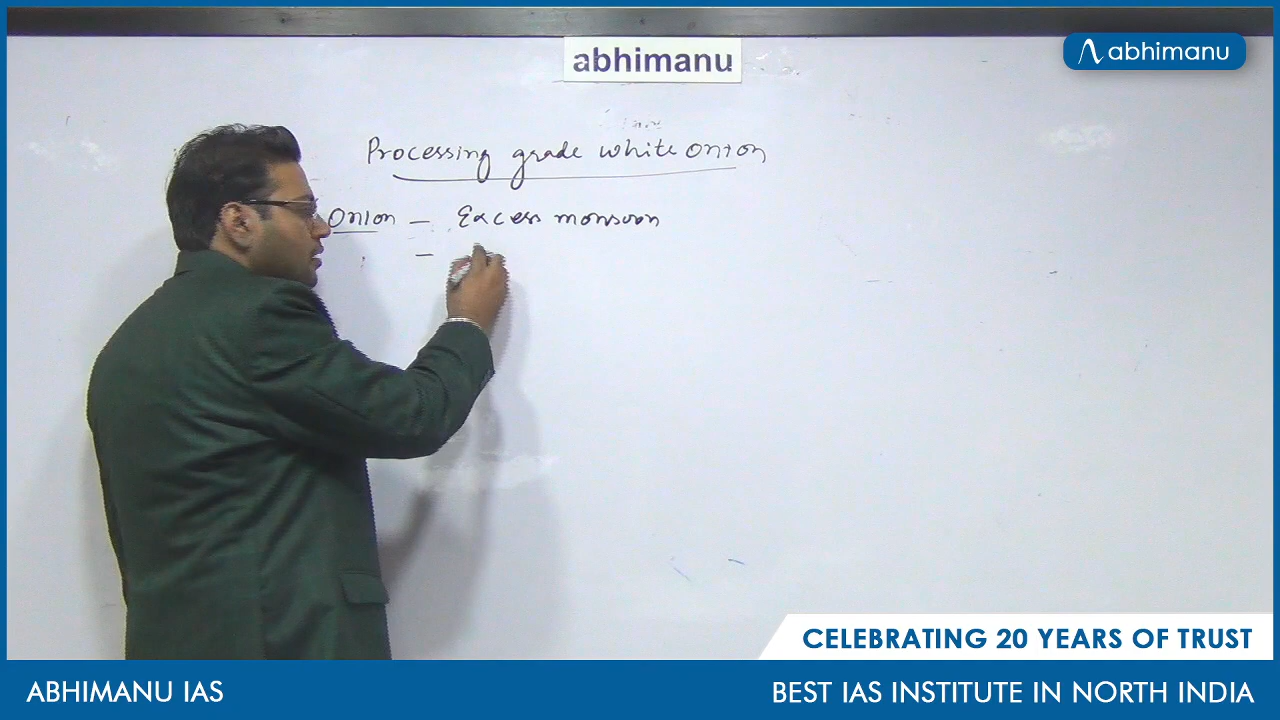 abhimanu
abhimanu
Processing grade white onion
Onion - Excess monsoon
-
CELEBRATING 20 YEARS OF TRUST
ABHIMANU IAS
BEST IAS INSTITUTE IN NORTH INDIA